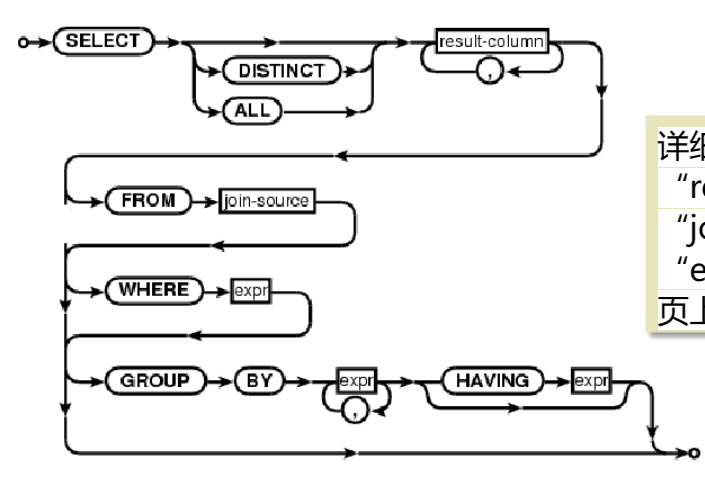 SELECT result-column
DISTINCT ,
ALL
详细
“re
FROM join-source
“jo
“e
WHERE expr
页上
GROUP BY expr HAVING expr
,